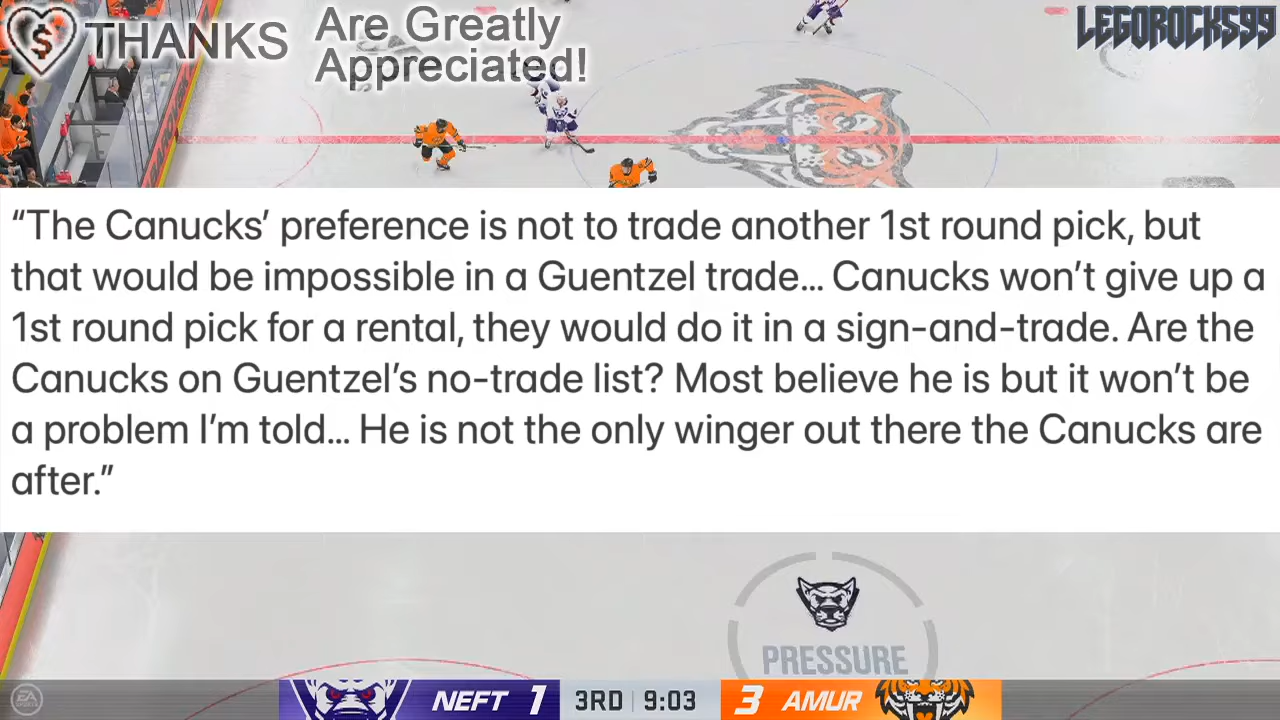 THANKS
Are Greatly
Appreciated!
LEGOROCKS99
“The Canucks’ preference is not to trade another 1st round pick, but
that would be impossible in a Guentzel trade... Canucks won’t give up a
1st round pick for a rental, they would do it in a sign-and-trade. Are the
Canucks on Guentzel’s no-trade list? Most believe he is but it won’t be
a problem I’m told... He is not the only winger out there the Canucks are
after.”
PRESSURE
EA SPORTS
NEFT 1 3RD 9:03 3 AMUR